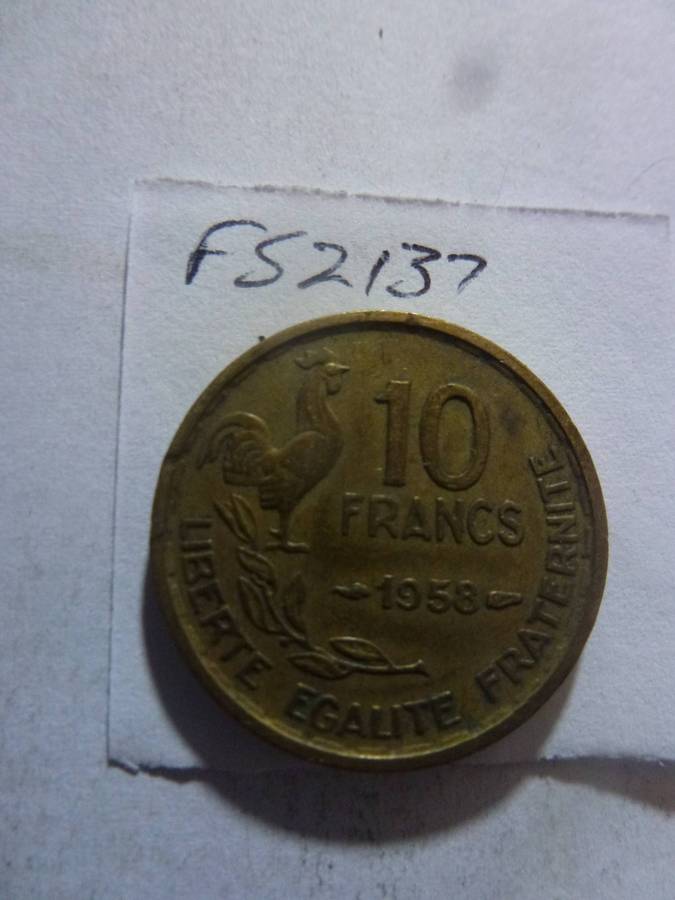 FS2137
10
FRANCS
1958
LIBERTE EGALITE FRATERNITE